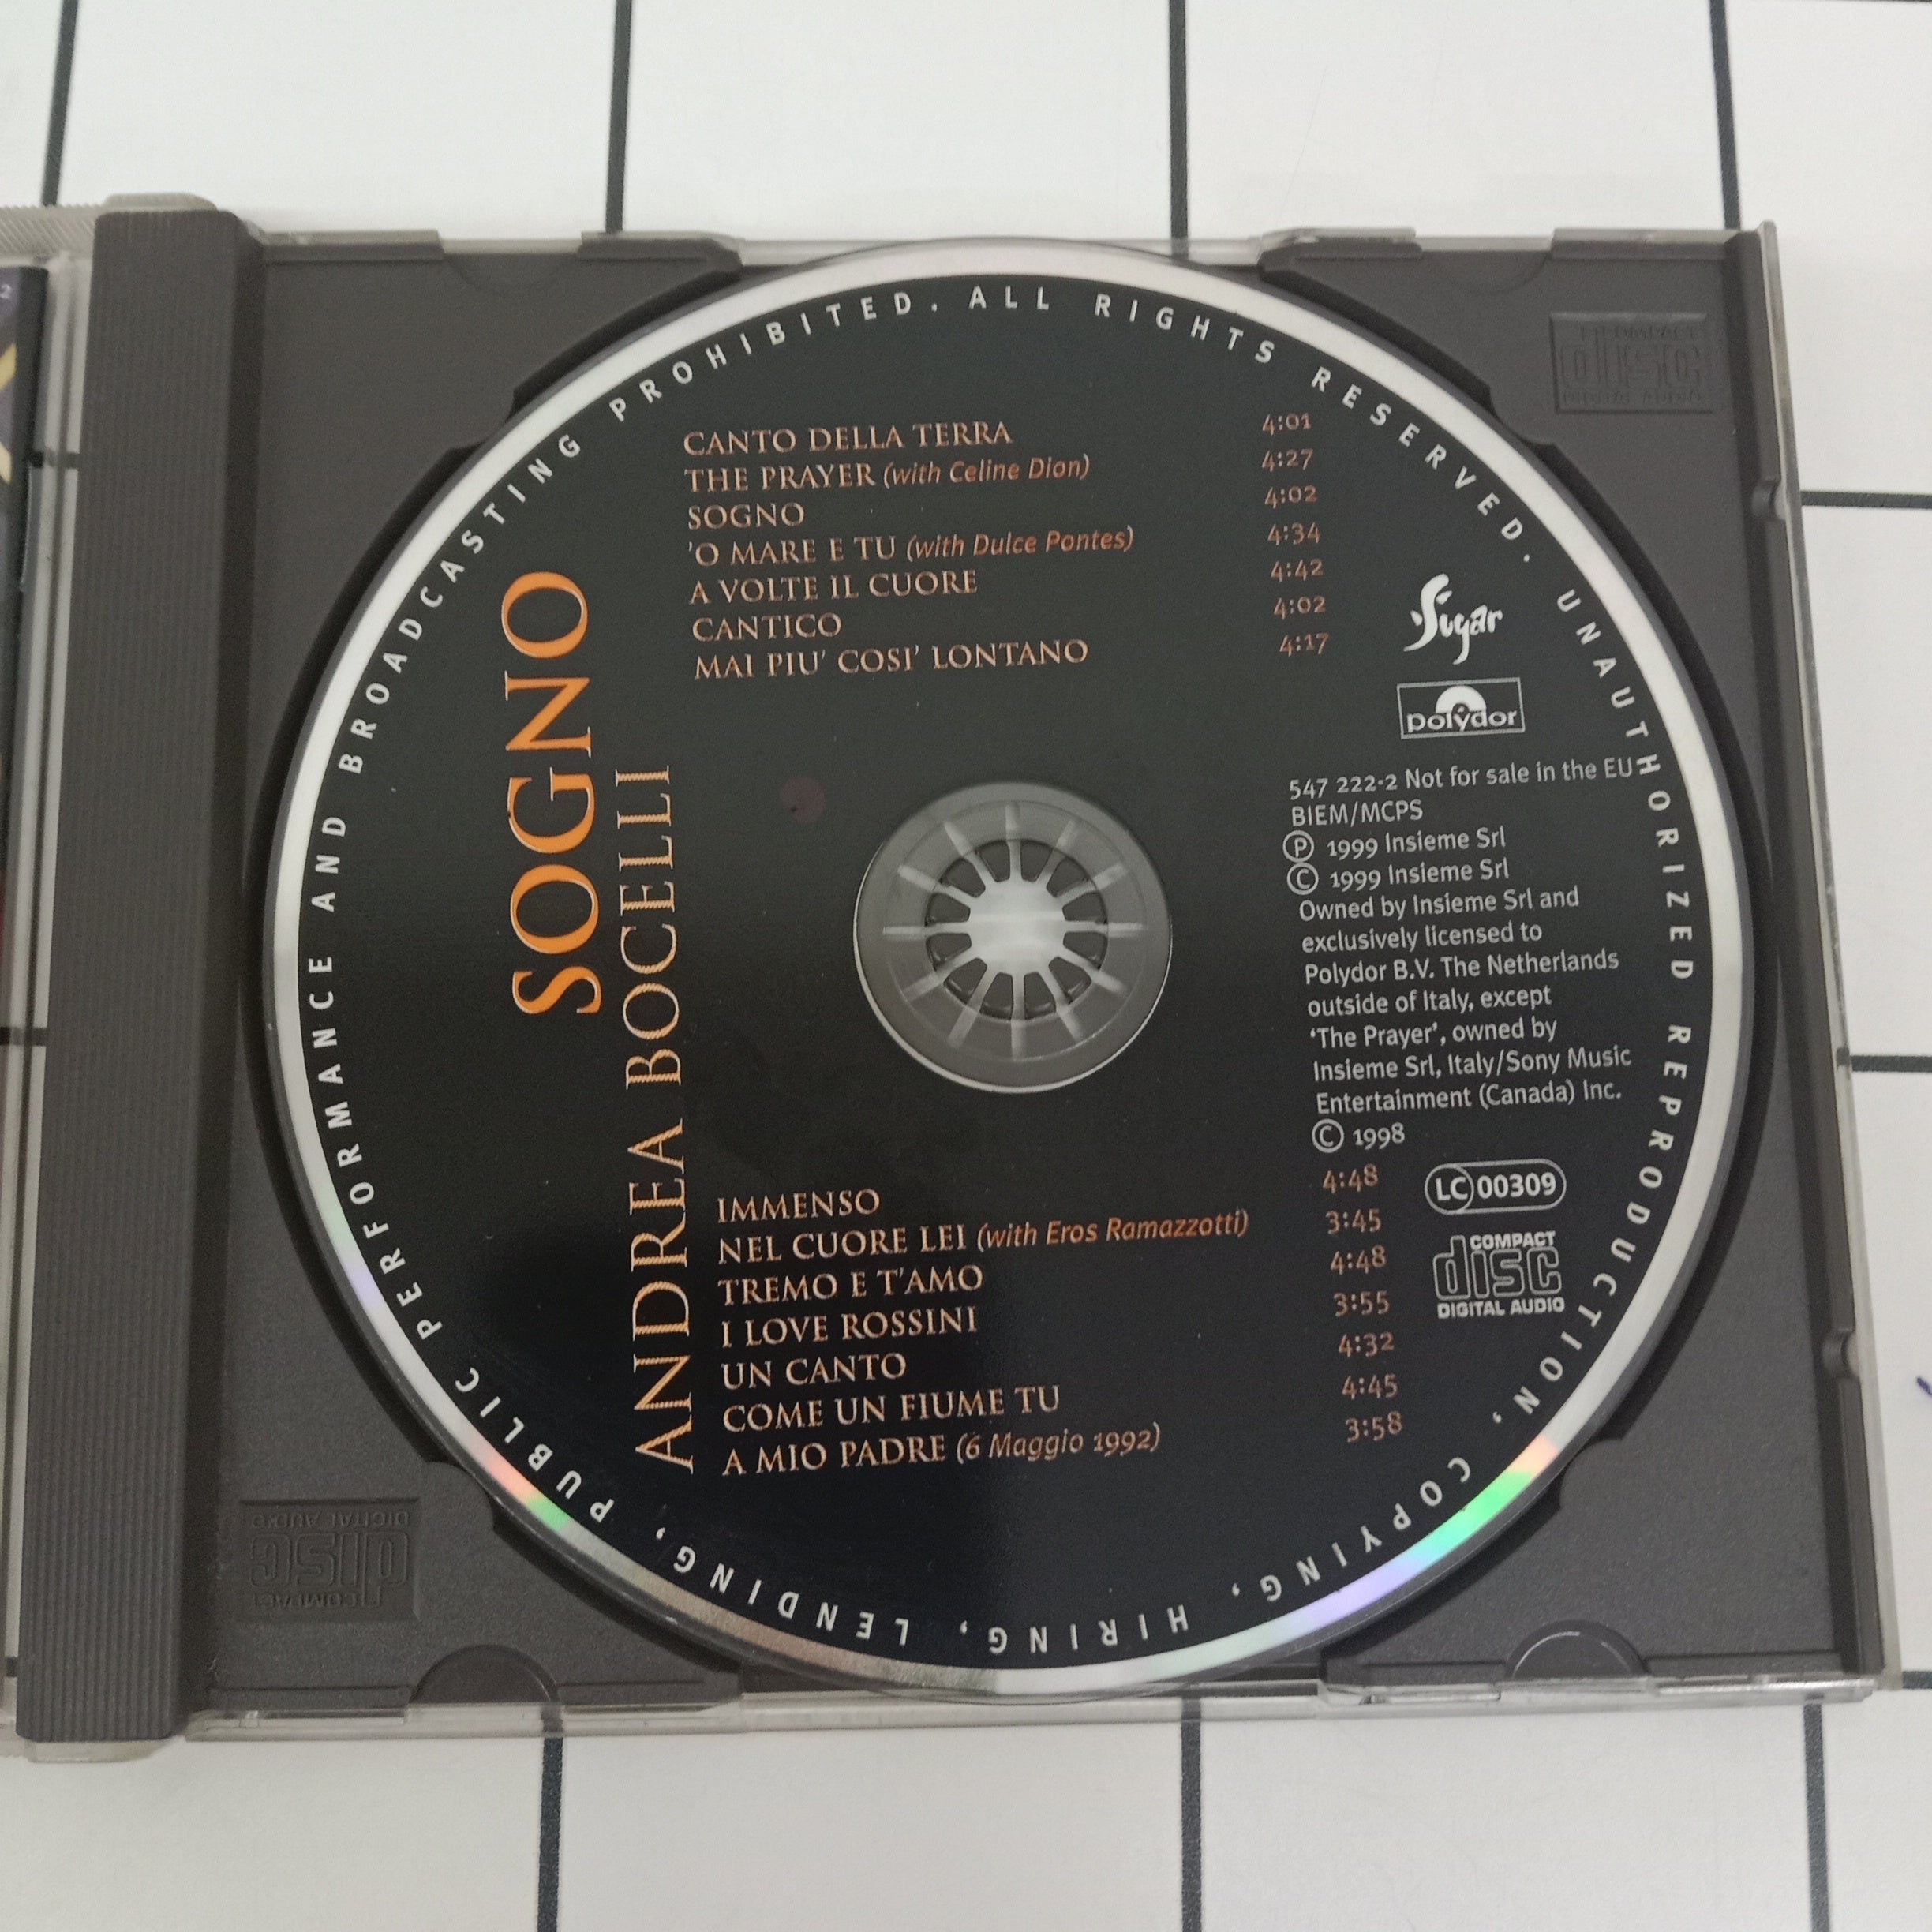 PUBLIC PERFORMANCE AND BROADCASTING PROHIBITED. ALL RIGHTS RESERVED. UNAUTHORIZED REPRODUCTION, COPYING, HIRING, LENDING,
SOGNO
ANDREA BOCELLI
CANTO DELLA TERRA 4:01
THE PRAYER (with Celine Dion) 4:27
SOGNO 4:02
'O MARE E TU (with Dulce Pontes) 4:34
A VOLTE IL CUORE 4:42
CANTICO 4:02
MAI PIU' COSI' LONTANO 4:17
Sugar
polydor
547 222-2 Not for sale in the EU
BIEM/MCPS
Ⓟ 1999 Insieme Srl
© 1999 Insieme Srl
Owned by Insieme Srl and
exclusively licensed to
Polydor B.V. The Netherlands
outside of Italy, except
‘The Prayer’, owned by
Insieme Srl, Italy/Sony Music
Entertainment (Canada) Inc.
© 1998
IMMENSO 4:48
NEL CUORE LEI (with Eros Ramazzotti) 3:45
TREMO E T'AMO 4:48
I LOVE ROSSINI 3:55
UN CANTO 4:32
COME UN FIUME TU 4:45
A MIO PADRE (6 Maggio 1992) 3:58
LC 00309
COMPACT
disc
DIGITAL AUDIO
COMPACT
disc
DIGITAL AUDIO
COMPACT
disc
DIGITAL AUDIO
2